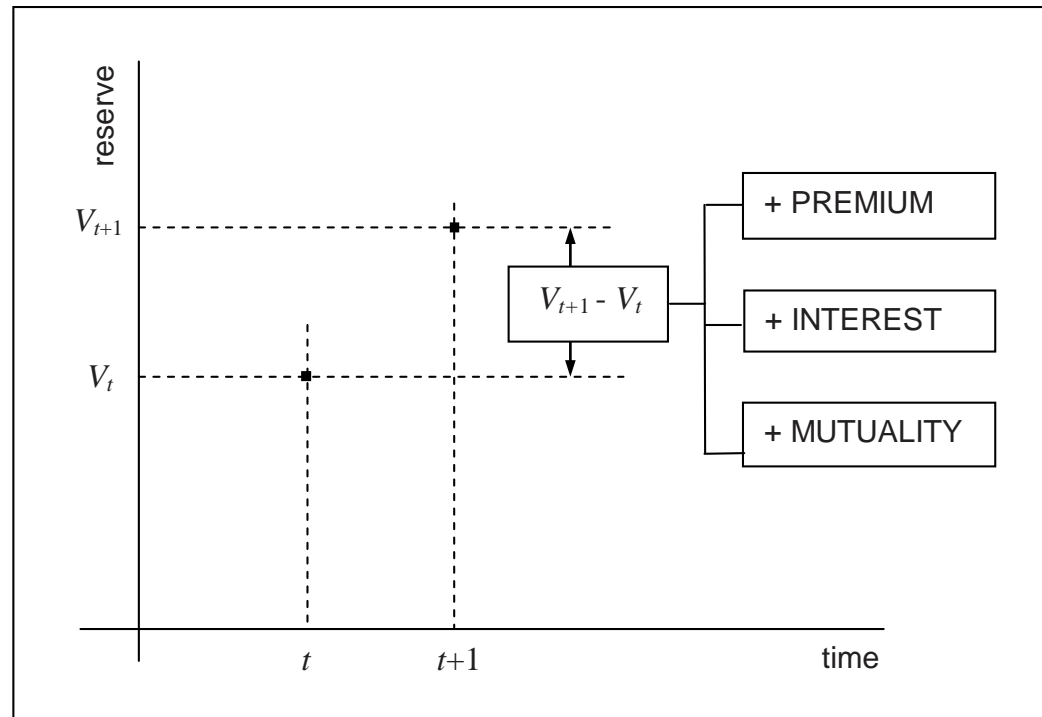 reserve
+ PREMIUM
V_{t+1}
V_{t+1} - V_t
+ INTEREST
V_t
+ MUTUALITY
t
t+1
time